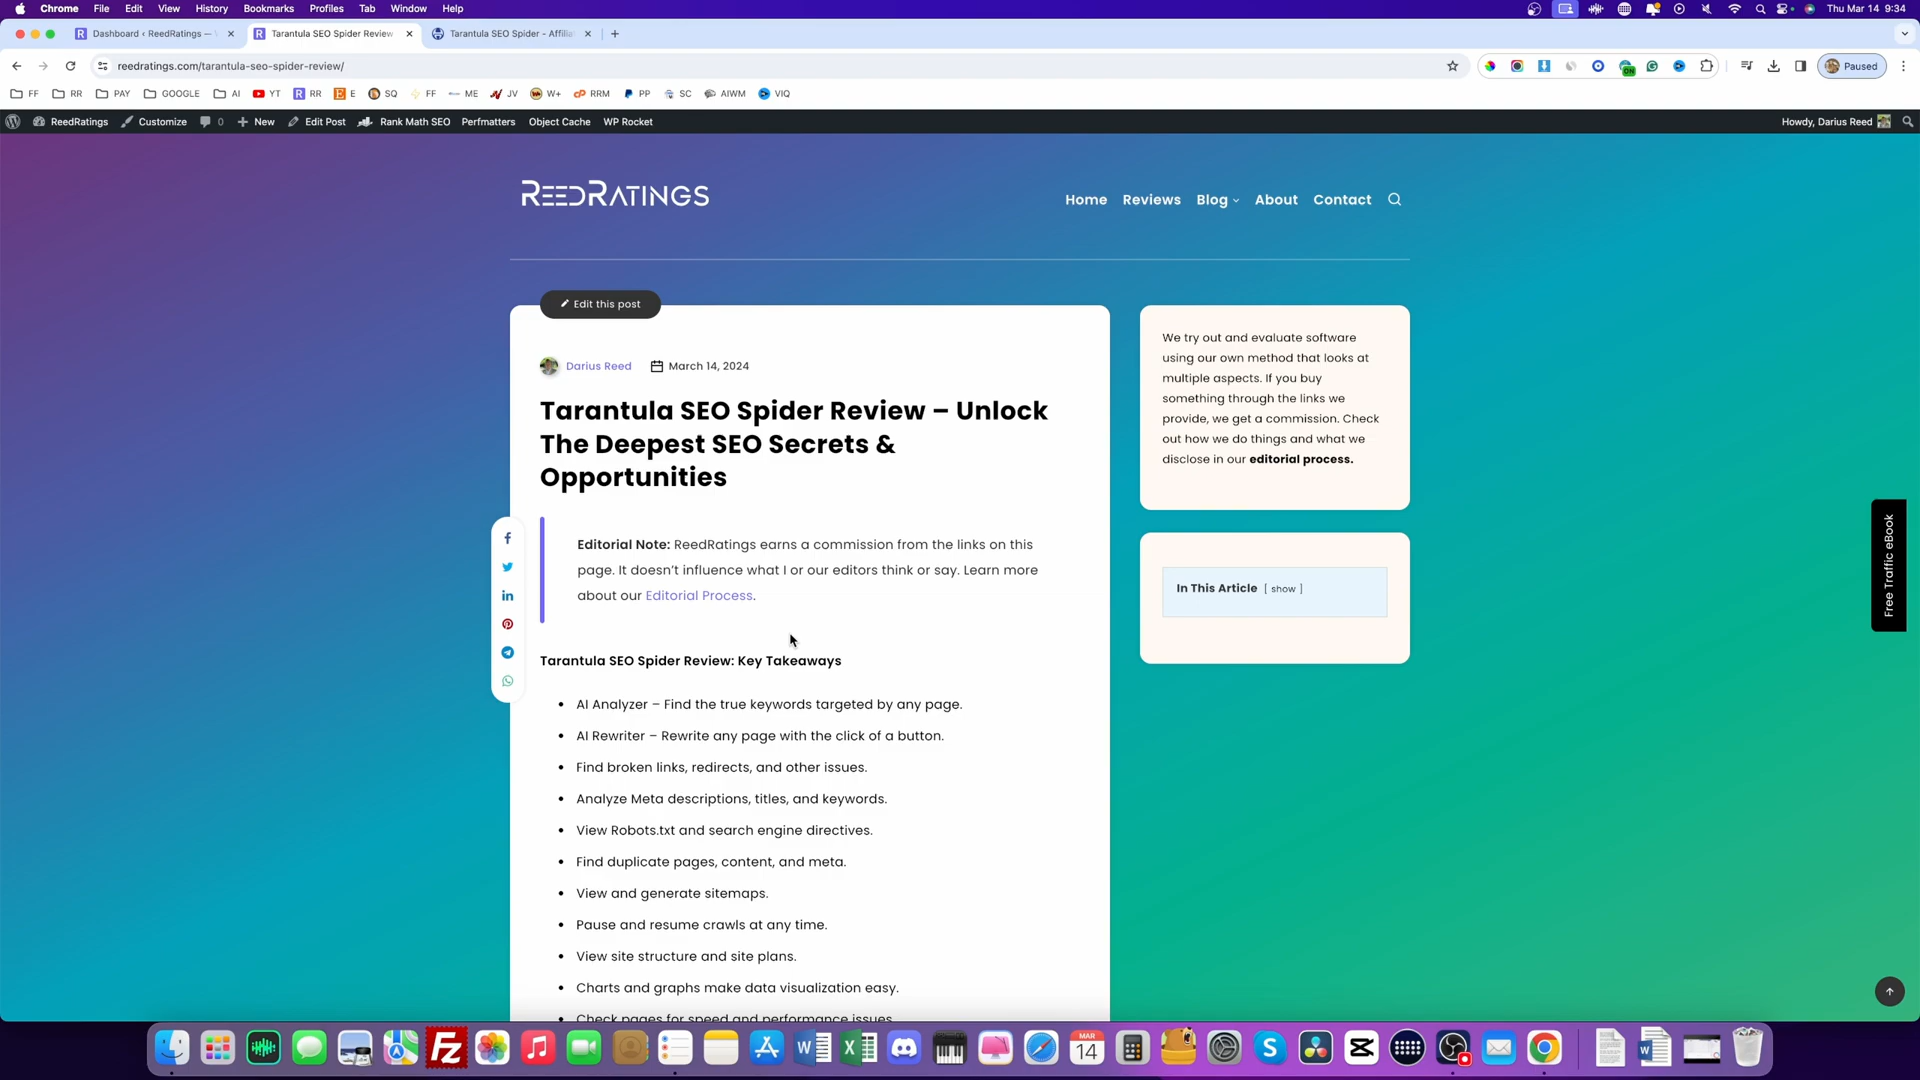 Chrome File Edit View History Bookmarks Profiles Tab Window Help Thu Mar 14 9:34
Dashboard ‹ ReedRatings — Tarantula SEO Spider Review Tarantula SEO Spider - Affilia
reedratings.com/tarantula-seo-spider-review/ ON Paused
FF RR PAY GOOGLE AI YT RR E SQ FF ME JV W+ RRM PP SC AIWM VIQ
ReedRatings Customize 0 New Edit Post Rank Math SEO Perfmatters Object Cache WP Rocket Howdy, Darius Reed
REEDRATINGS
Home Reviews Blog About Contact
Edit this post
Darius Reed March 14, 2024
Tarantula SEO Spider Review – Unlock
The Deepest SEO Secrets &
Opportunities
Editorial Note: ReedRatings earns a commission from the links on this
page. It doesn’t influence what I or our editors think or say. Learn more
about our Editorial Process.
Tarantula SEO Spider Review: Key Takeaways
• AI Analyzer – Find the true keywords targeted by any page.
• AI Rewriter – Rewrite any page with the click of a button.
• Find broken links, redirects, and other issues.
• Analyze Meta descriptions, titles, and keywords.
• View Robots.txt and search engine directives.
• Find duplicate pages, content, and meta.
• View and generate sitemaps.
• Pause and resume crawls at any time.
• View site structure and site plans.
• Charts and graphs make data visualization easy.
• Check pages for speed and performance issues
We try out and evaluate software
using our own method that looks at
multiple aspects. If you buy
something through the links we
provide, we get a commission. Check
out how we do things and what we
disclose in our editorial process.
In This Article [ show ]
Free Traffic eBook
Fz
MAR
14